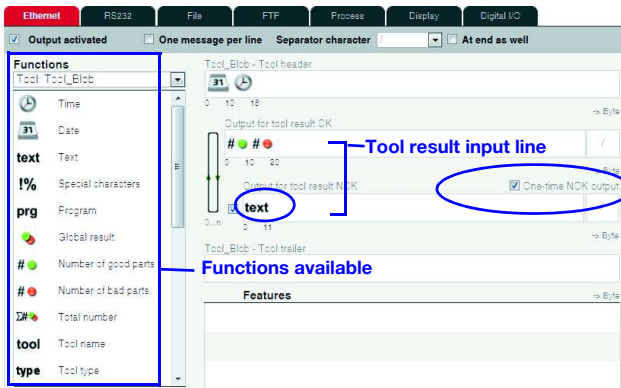 Ethernet RS232 File FTP Process Display Digital I/O
Output activated One message per line Separator character / At end as well
Functions
Tool: Tool_Blob
Time
31 Date
text Text
!% Special characters
prg Program
Global result
# Number of good parts
# Number of bad parts
Σ# Total number
tool Tool name
type Tool type
Tool_Blob - Tool header
31
0 10 18
-> Byte
Output for tool result OK
# #
/
0 10 20
-> Byte
Tool result input line
Output for tool result NOK
One-time NOK output
text
0...n
0 11
-> Byte
Tool_Blob - Tool trailer
Functions available
Features
-> Byte